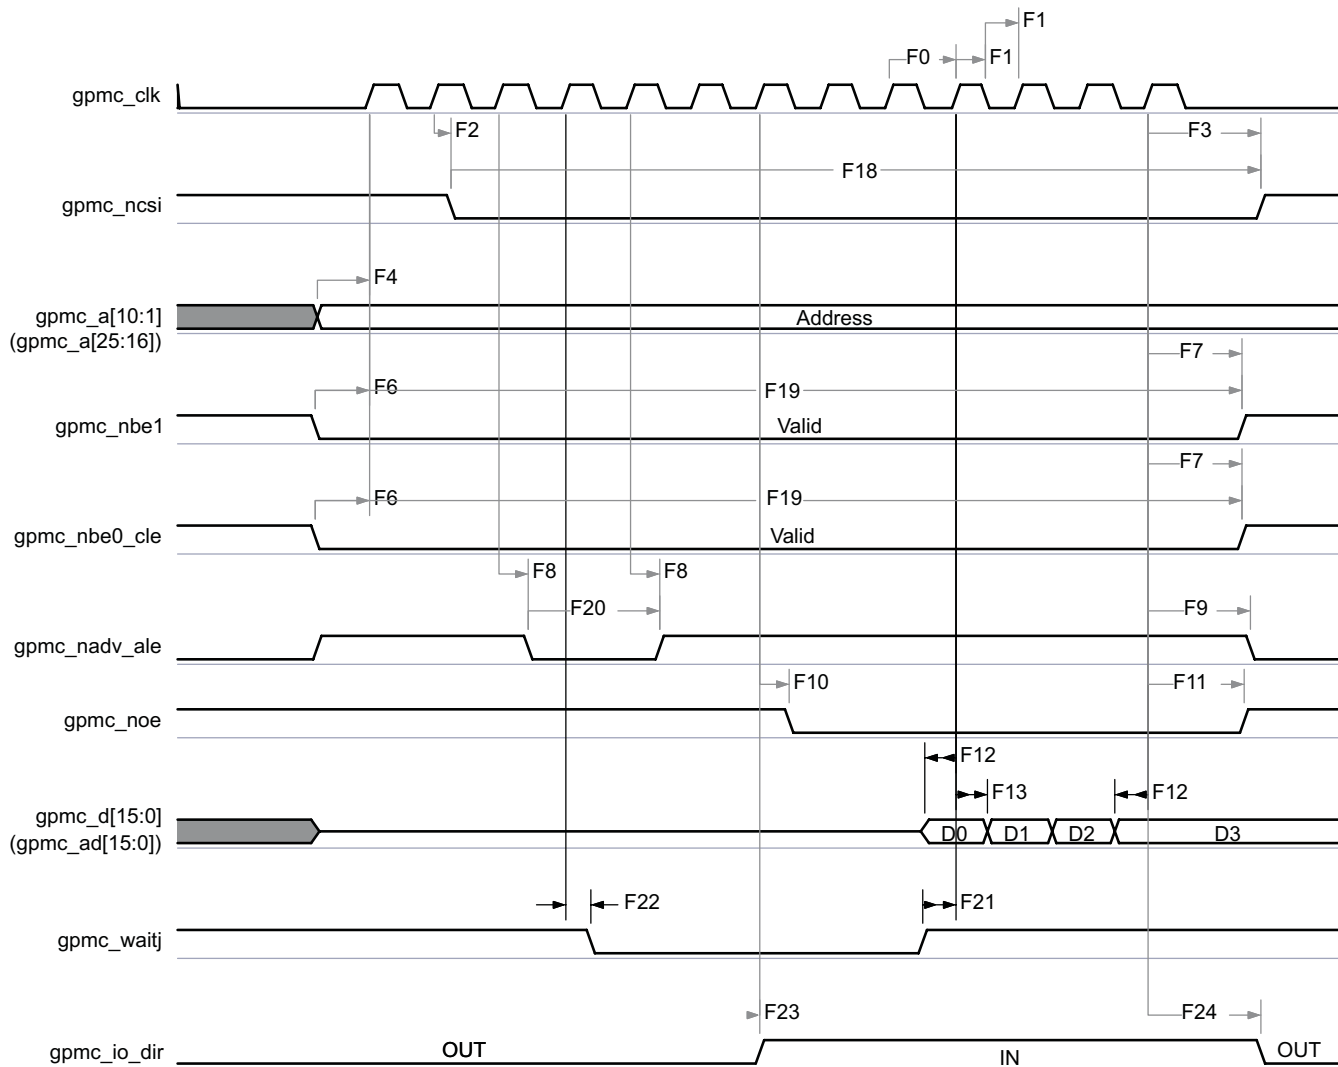 F1
F0
F1
gpmc_clk
F2
F3
F18
gpmc_ncsi
F4
gpmc_a[10:1]
(gpmc_a[25:16])
Address
F7
F6
F19
gpmc_nbe1
Valid
F7
F6
F19
gpmc_nbe0_cle
Valid
F8
F8
F20
F9
gpmc_nadv_ale
F10
F11
gpmc_noe
F12
F13
F12
gpmc_d[15:0]
(gpmc_ad[15:0])
D0
D1
D2
D3
F22
F21
gpmc_waitj
F23
F24
gpmc_io_dir
OUT
IN
OUT